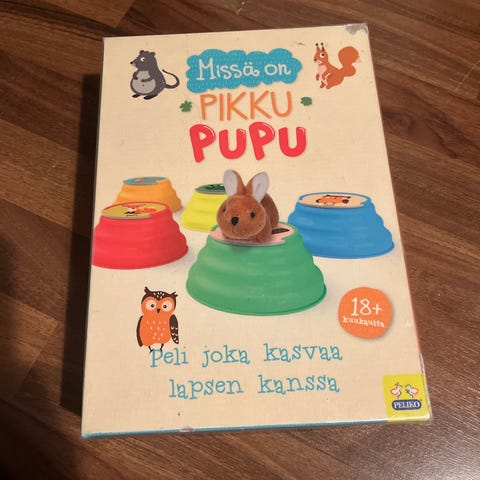 Missä on
PIKKU
PUPU
18+
kuukautta
Peli joka kasvaa
lapsen kanssa
PELIKO